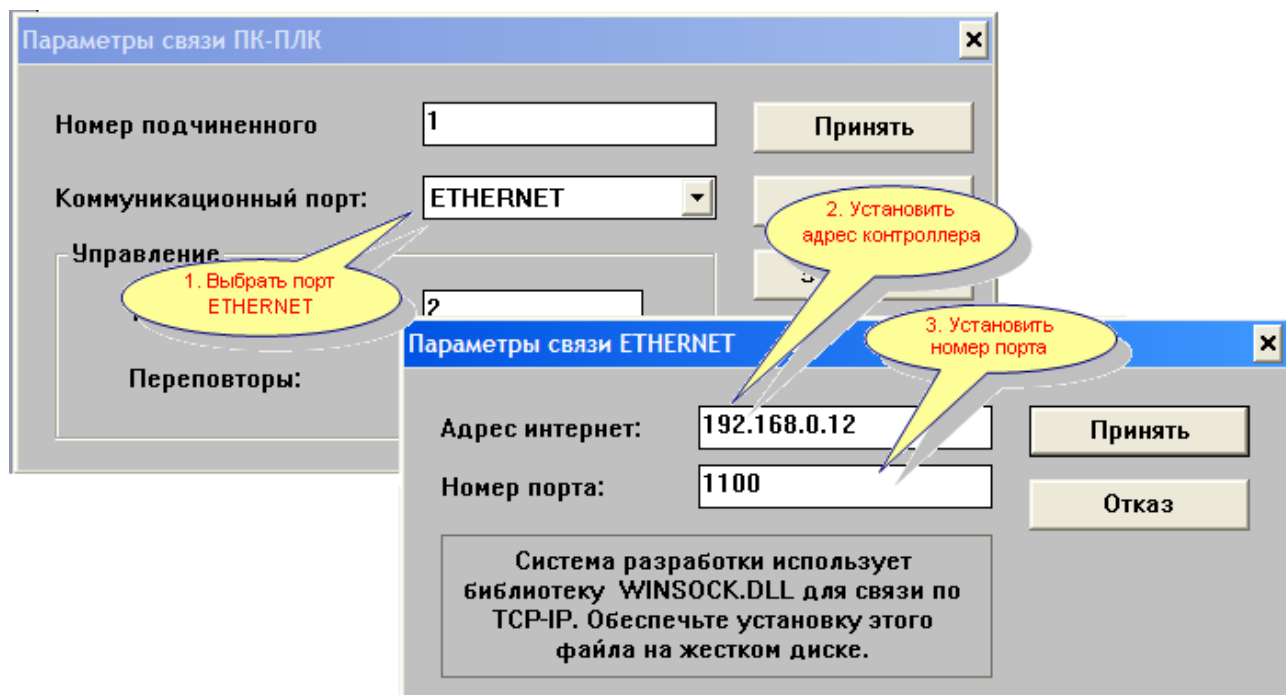 Параметры связи ПК-ПЛК
Номер подчиненного
1
Принять
Коммуникационный порт:
ETHERNET
2. Установить
адрес контроллера
Управление
1. Выбрать порт
ETHERNET
2
Переповторы:
Параметры связи ETHERNET
3. Установить
номер порта
Адрес интернет:
192.168.0.12
Принять
Номер порта:
1100
Отказ
Система разработки использует
библиотеку WINSOCK.DLL для связи по
TCP-IP. Обеспечьте установку этого
файла на жестком диске.